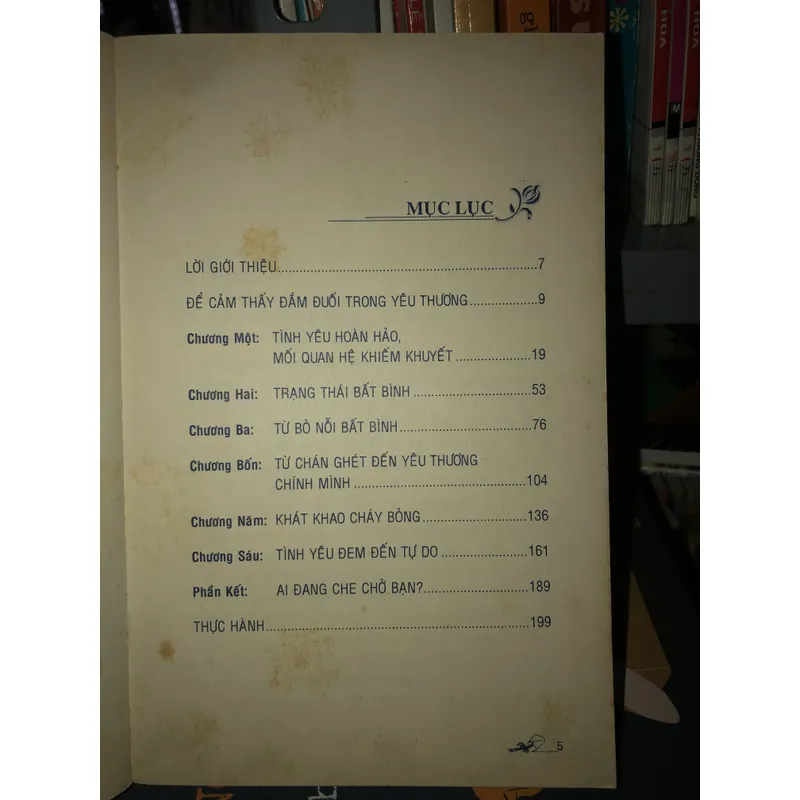 MỤC LỤC
LỜI GIỚI THIỆU........7
ĐỂ CẢM THẤY ĐẮM ĐUỐI TRONG YÊU THƯƠNG........9
Chương Một: TÌNH YÊU HOÀN HẢO,
MỐI QUAN HỆ KHIẾM KHUYẾT........19
Chương Hai: TRẠNG THÁI BẤT BÌNH........53
Chương Ba: TỪ BỎ NỖI BẤT BÌNH........76
Chương Bốn: TỪ CHÁN GHÉT ĐẾN YÊU THƯƠNG
CHÍNH MÌNH........104
Chương Năm: KHÁT KHAO CHÁY BỎNG........136
Chương Sáu: TÌNH YÊU ĐEM ĐẾN TỰ DO........161
Phần Kết: AI ĐANG CHE CHỞ BẠN?........189
THỰC HÀNH........199
5
HOA
HOA
M